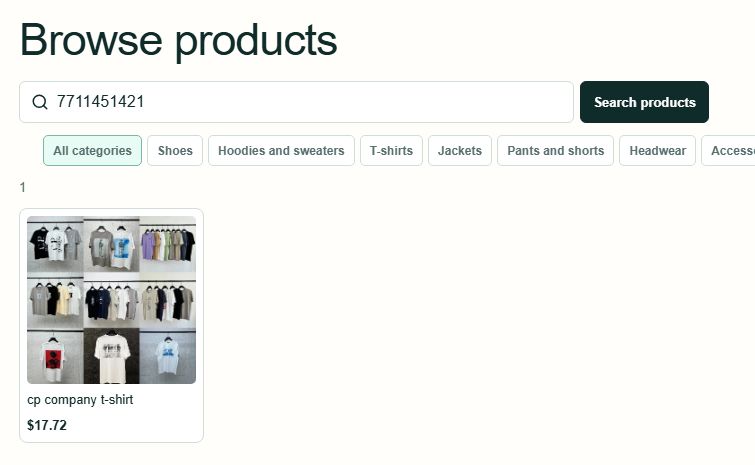 Browse products
7711451421
Search products
All categories
Shoes
Hoodies and sweaters
T-shirts
Jackets
Pants and shorts
Headwear
Access
1
cp company t-shirt
$17.72